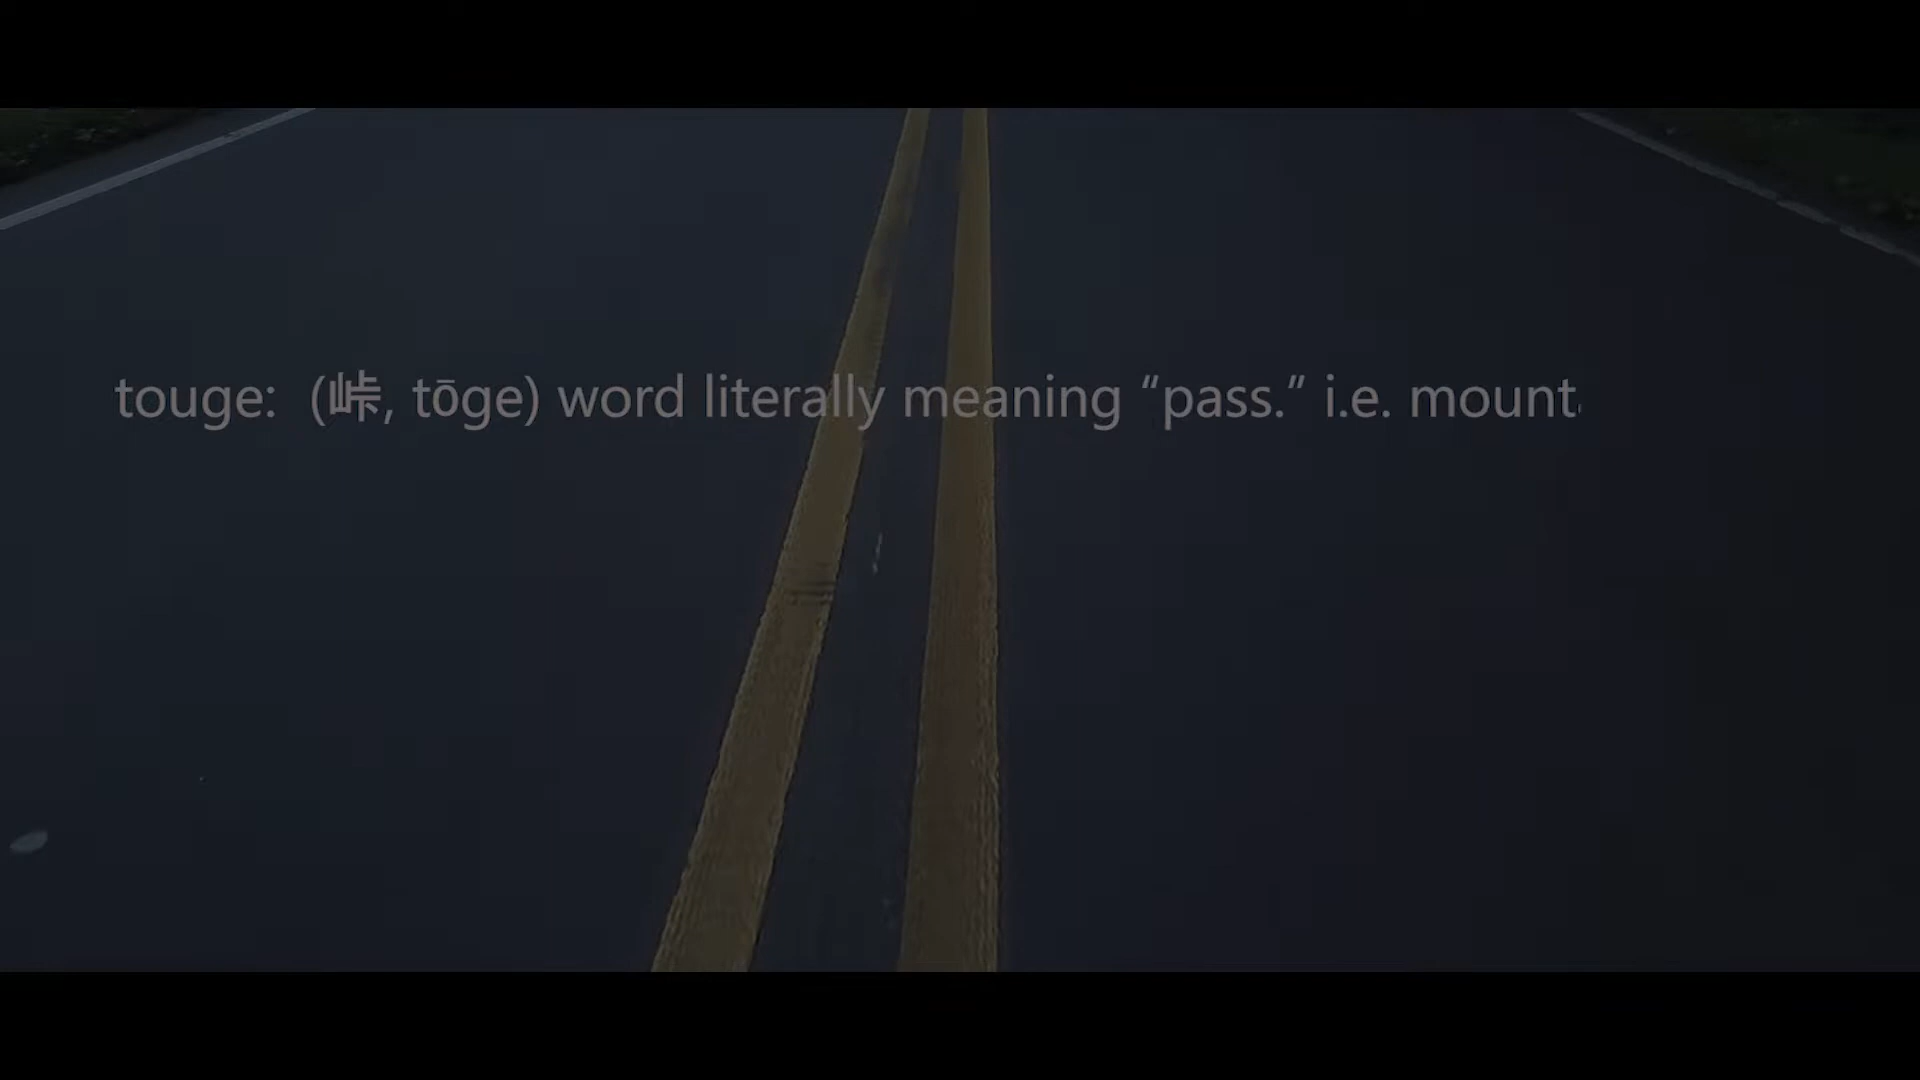 touge:  (峠, tōge) word literally meaning “pass.” i.e. mount